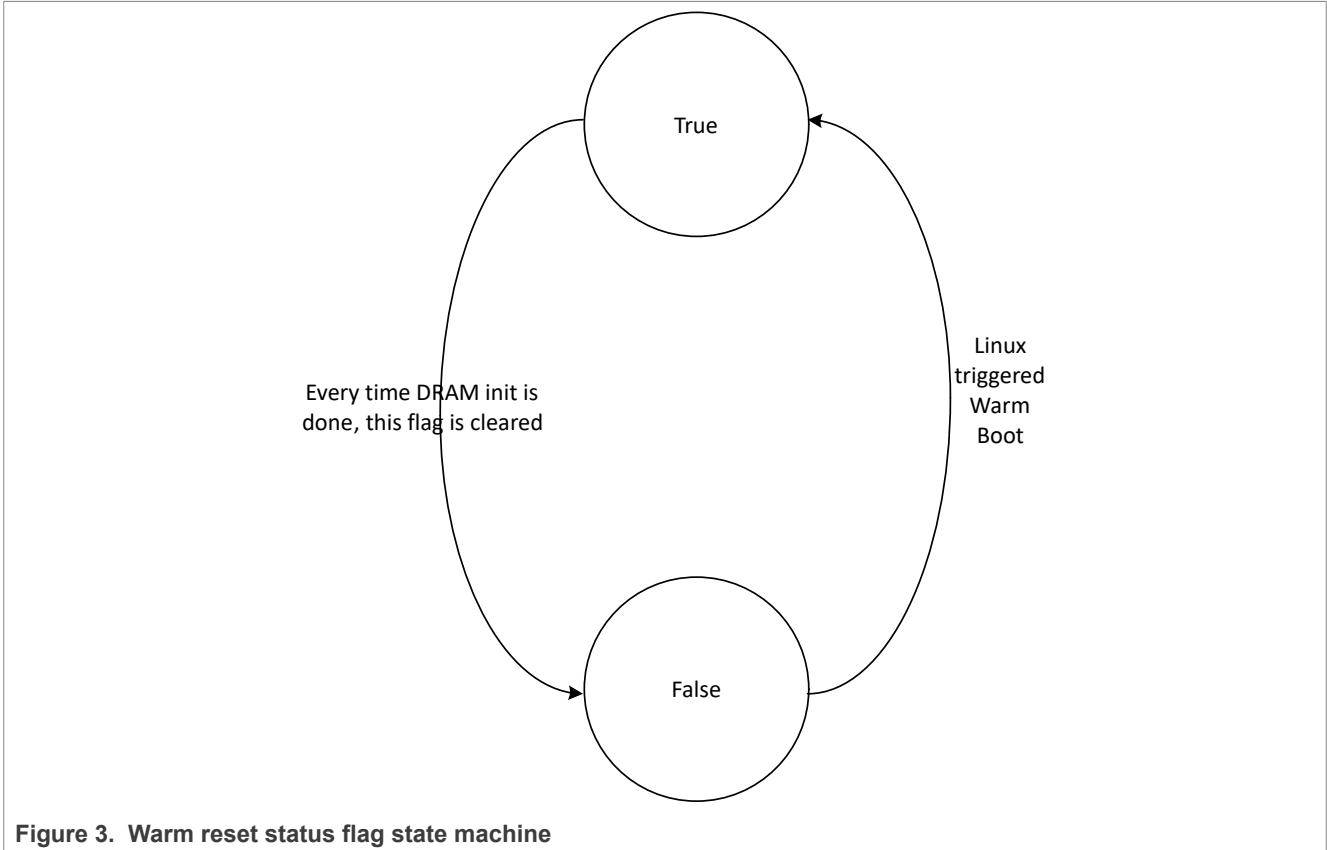 True
Every time DRAM init is
done, this flag is cleared
Linux
triggered
Warm
Boot
False
Figure 3. Warm reset status flag state machine